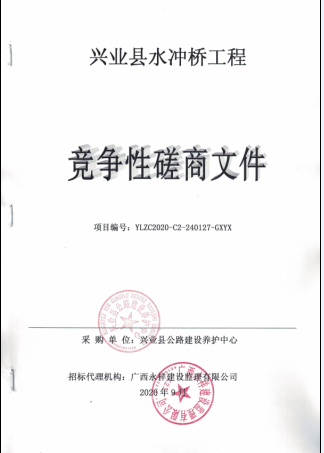 兴业县水冲桥工程
竞争性磋商文件
项目编号：YLZC2020-C2-240127-GXYX
采 购 单 位：兴业县公路建设养护中心
招标代理机构：广西永祥建设监理有限公司
2020 年 9 月